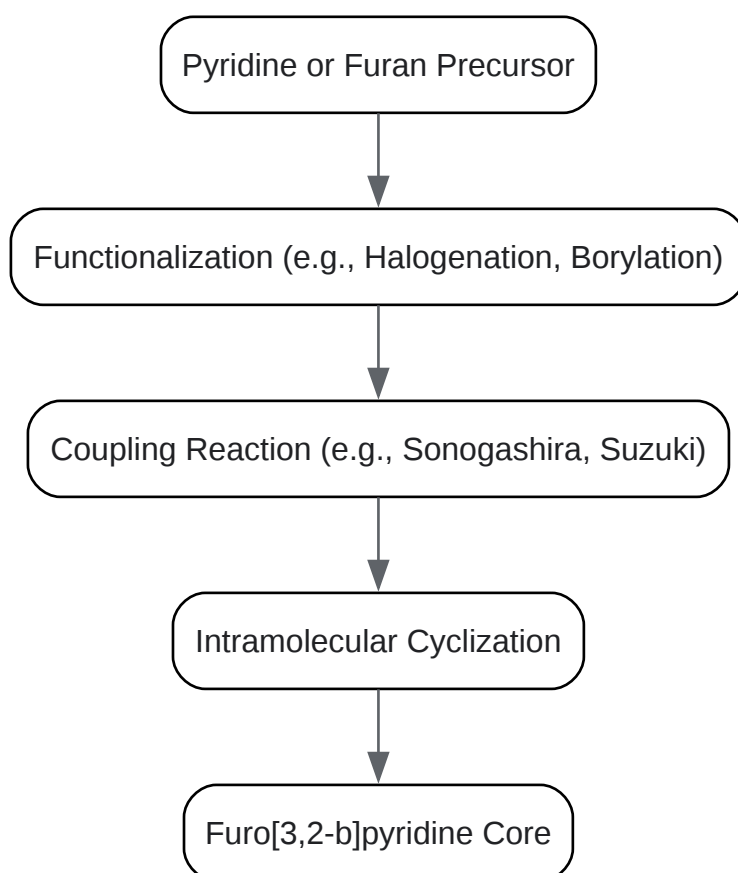 Pyridine or Furan Precursor
Functionalization (e.g., Halogenation, Borylation)
Coupling Reaction (e.g., Sonogashira, Suzuki)
Intramolecular Cyclization
Furo[3,2-b]pyridine Core